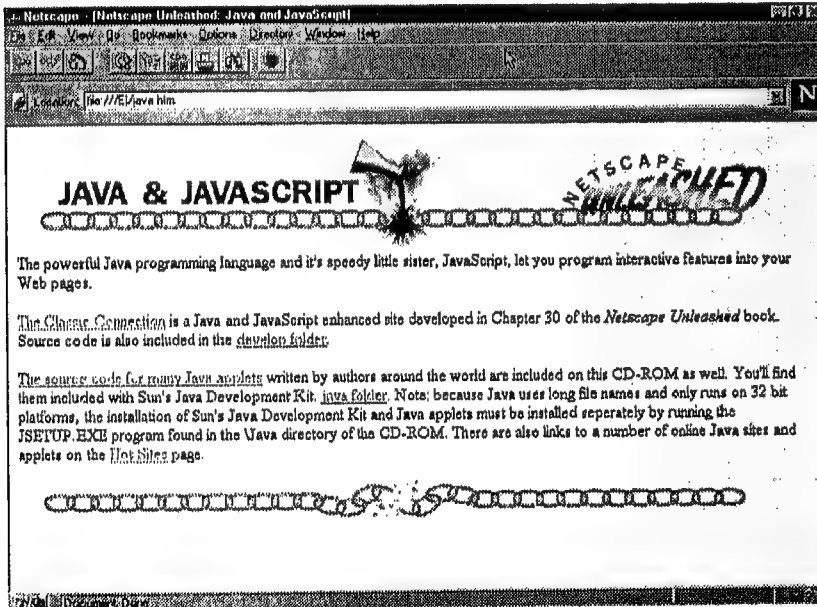 Netscape - [Netscape Unleashed: Java and JavaScript]
File Edit View Go Bookmarks Options Directory Window Help
Location: file:///E|/java.htm
N
JAVA & JAVASCRIPT
NETSCAPE
UNLEASHED
The powerful Java programming language and it's speedy little sister, JavaScript, let you program interactive features into your
Web pages.
The Classic Connection is a Java and JavaScript enhanced site developed in Chapter 30 of the Netscape Unleashed book.
Source code is also included in the develop folder.
The source code for many Java applets written by authors around the world are included on this CD-ROM as well. You'll find
them included with Sun's Java Development Kit. java folder. Note: because Java uses long file names and only runs on 32 bit
platforms, the installation of Sun's Java Development Kit and Java applets must be installed seperately by running the
JSETUP.EXE program found in the \Java directory of the CD-ROM. There are also links to a number of online Java sites and
applets on the Hot Sites page.
Document: Done